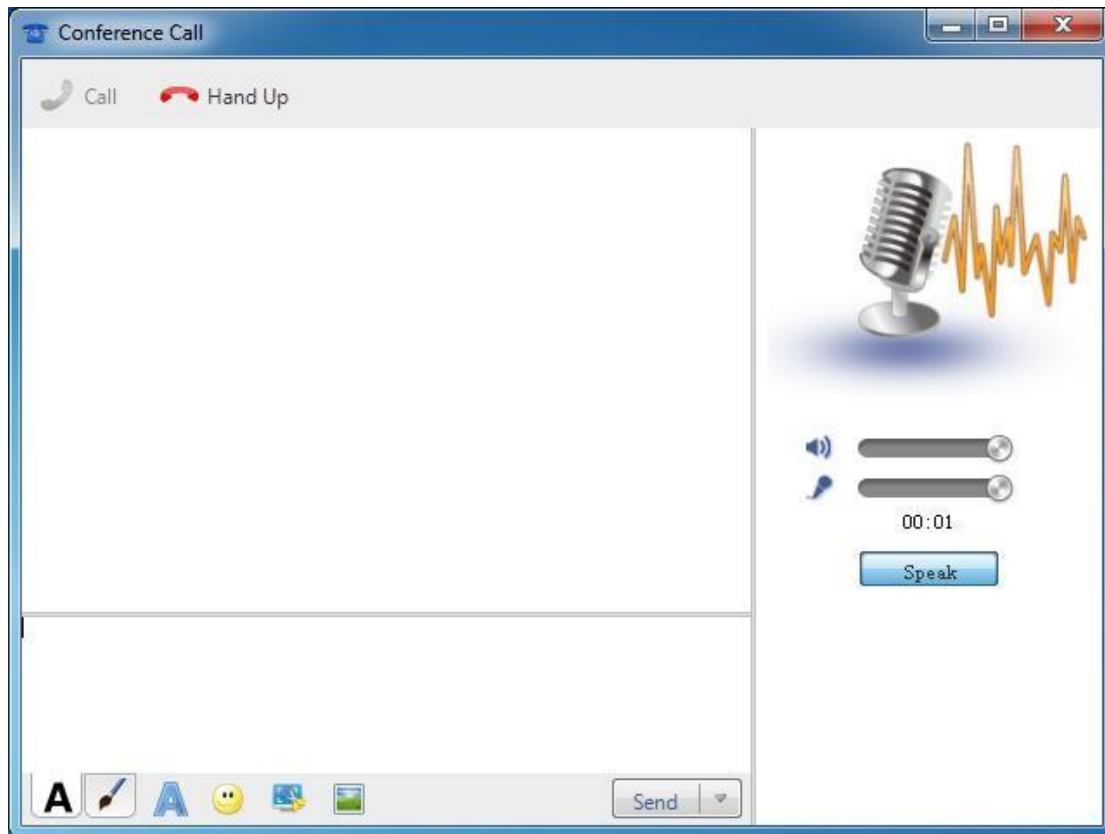 Conference Call
Call Hand Up
00:01
Speak
A A
Send